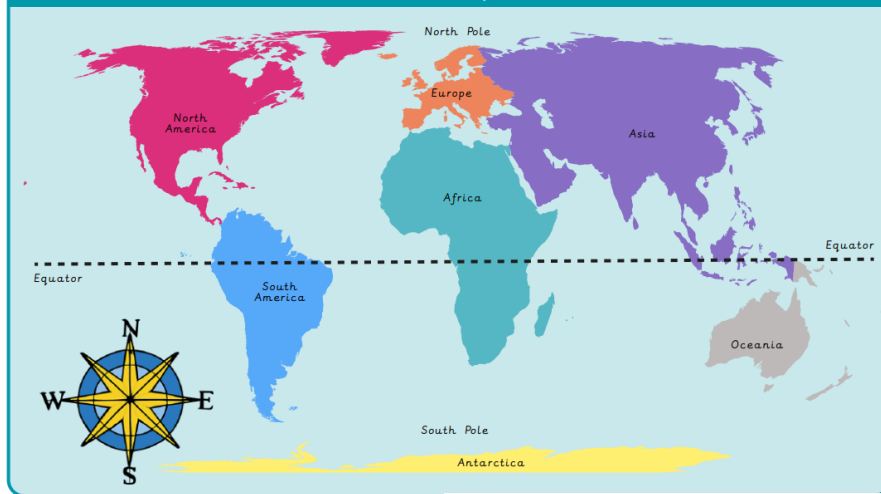 North Pole
Europe
North
America
Asia
Africa
Equator
Equator
South
America
Oceania
N
W
E
S
South Pole
Antarctica